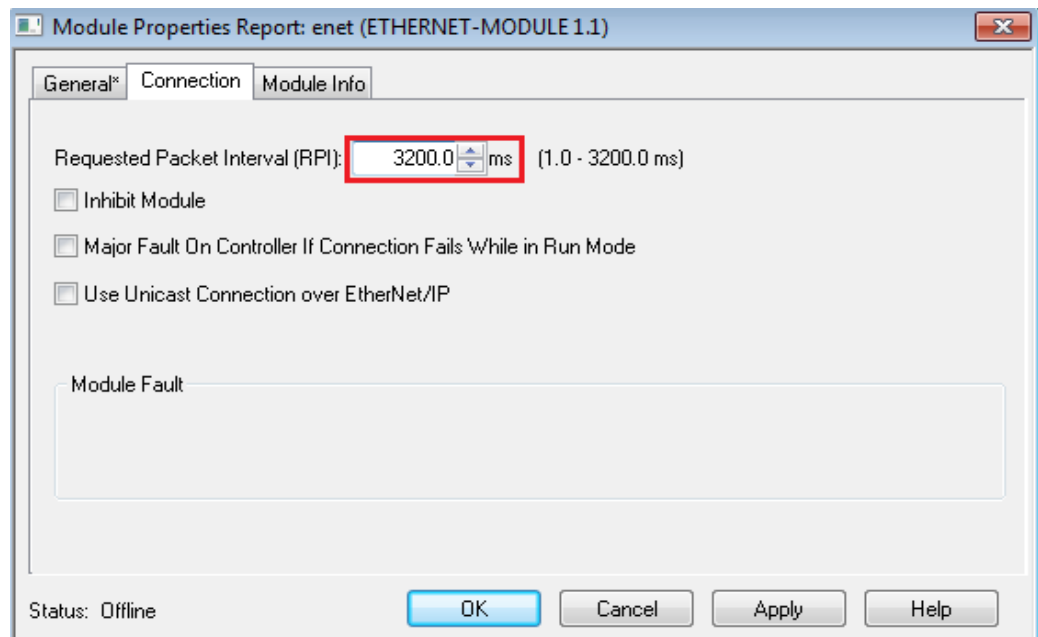 Module Properties Report: enet (ETHERNET-MODULE 1.1)
General* Connection Module Info
Requested Packet Interval (RPI): 3200.0 ms (1.0 - 3200.0 ms)
Inhibit Module
Major Fault On Controller If Connection Fails While in Run Mode
Use Unicast Connection over EtherNet/IP
Module Fault
Status: Offline OK Cancel Apply Help